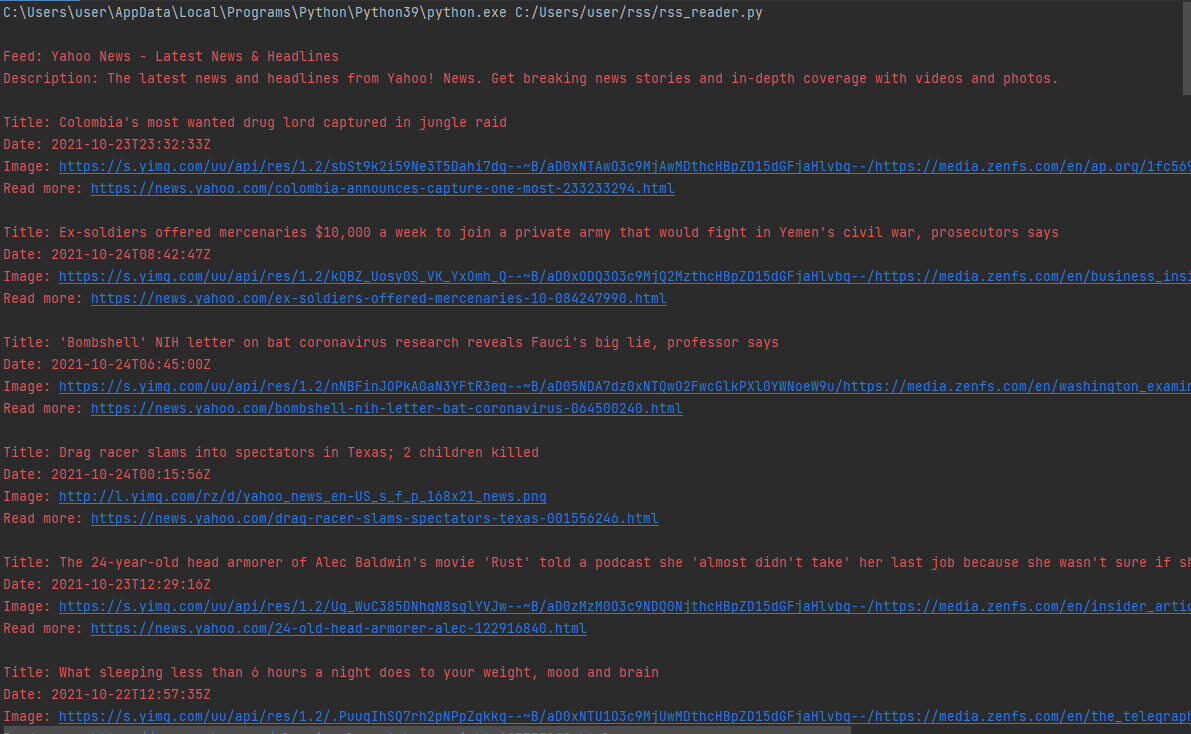 C:\Users\user\AppData\Local\Programs\Python\Python39\python.exe C:/Users/user/rss/rss_reader.py
Feed: Yahoo News - Latest News & Headlines
Description: The latest news and headlines from Yahoo! News. Get breaking news stories and in-depth coverage with videos and photos.
Title: Colombia's most wanted drug lord captured in jungle raid
Date: 2021-10-23T23:32:33Z
Image: https://s.yimg.com/uu/api/res/1.2/sbSt9k2i59Ne3T5Dahi7dg--~B/aD0xNTAwO3c9MjAwMDthcHBpZD15dGFjaHlvbg--/https://media.zenfs.com/en/ap.org/1fc569
Read more: https://news.yahoo.com/colombia-announces-capture-one-most-233233294.html
Title: Ex-soldiers offered mercenaries $10,000 a week to join a private army that would fight in Yemen's civil war, prosecutors says
Date: 2021-10-24T08:42:47Z
Image: https://s.yimg.com/uu/api/res/1.2/kQBZ_UosyOS_VK_YxOmh_Q--~B/aD0xODQ3O3c9MjQ2MzthcHBpZD15dGFjaHlvbg--/https://media.zenfs.com/en/business_insi
Read more: https://news.yahoo.com/ex-soldiers-offered-mercenaries-10-084247990.html
Title: 'Bombshell' NIH letter on bat coronavirus research reveals Fauci's big lie, professor says
Date: 2021-10-24T06:45:00Z
Image: https://s.yimg.com/uu/api/res/1.2/nNBFinJOPkA0aN3YFtR3eg--~B/aD05NDA7dz0xNTQwO2FwcGlkPXl0YWNoeW9u/https://media.zenfs.com/en/washington_examin
Read more: https://news.yahoo.com/bombshell-nih-letter-bat-coronavirus-064500240.html
Title: Drag racer slams into spectators in Texas; 2 children killed
Date: 2021-10-24T00:15:56Z
Image: http://l.yimg.com/rz/d/yahoo_news_en-US_s_f_p_168x21_news.png
Read more: https://news.yahoo.com/drag-racer-slams-spectators-texas-001556246.html
Title: The 24-year-old head armorer of Alec Baldwin's movie 'Rust' told a podcast she 'almost didn't take' her last job because she wasn't sure if sh
Date: 2021-10-23T12:29:16Z
Image: https://s.yimg.com/uu/api/res/1.2/Ug_WuC385DNhqN8sqlYVJw--~B/aD0zMzM0O3c9NDQ0NjthcHBpZD15dGFjaHlvbg--/https://media.zenfs.com/en/insider_artic
Read more: https://news.yahoo.com/24-old-head-armorer-alec-122916840.html
Title: What sleeping less than 6 hours a night does to your weight, mood and brain
Date: 2021-10-22T12:57:35Z
Image: https://s.yimg.com/uu/api/res/1.2/.PuuqIhSQ7rh2pNPpZgkkg--~B/aD0xNTU1O3c9MjUwMDthcHBpZD15dGFjaHlvbg--/https://media.zenfs.com/en/the_telegraph